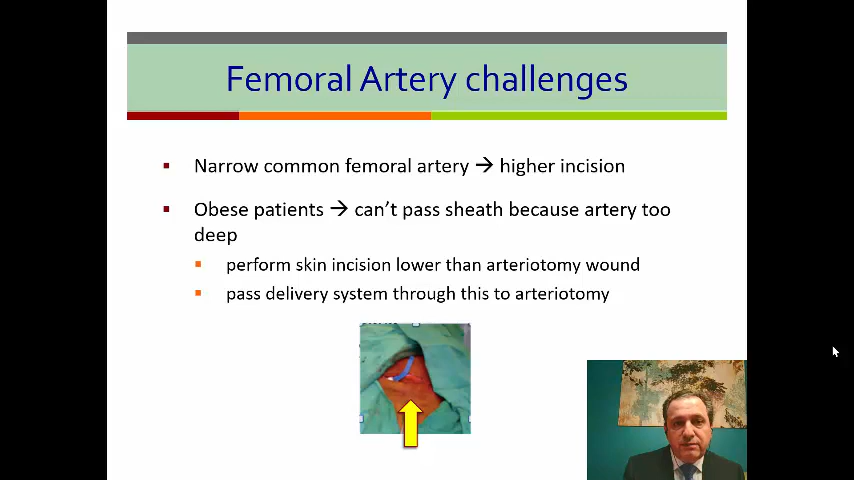 Femoral Artery challenges
Narrow common femoral artery → higher incision
Obese patients → can’t pass sheath because artery too
deep
perform skin incision lower than arteriotomy wound
pass delivery system through this to arteriotomy